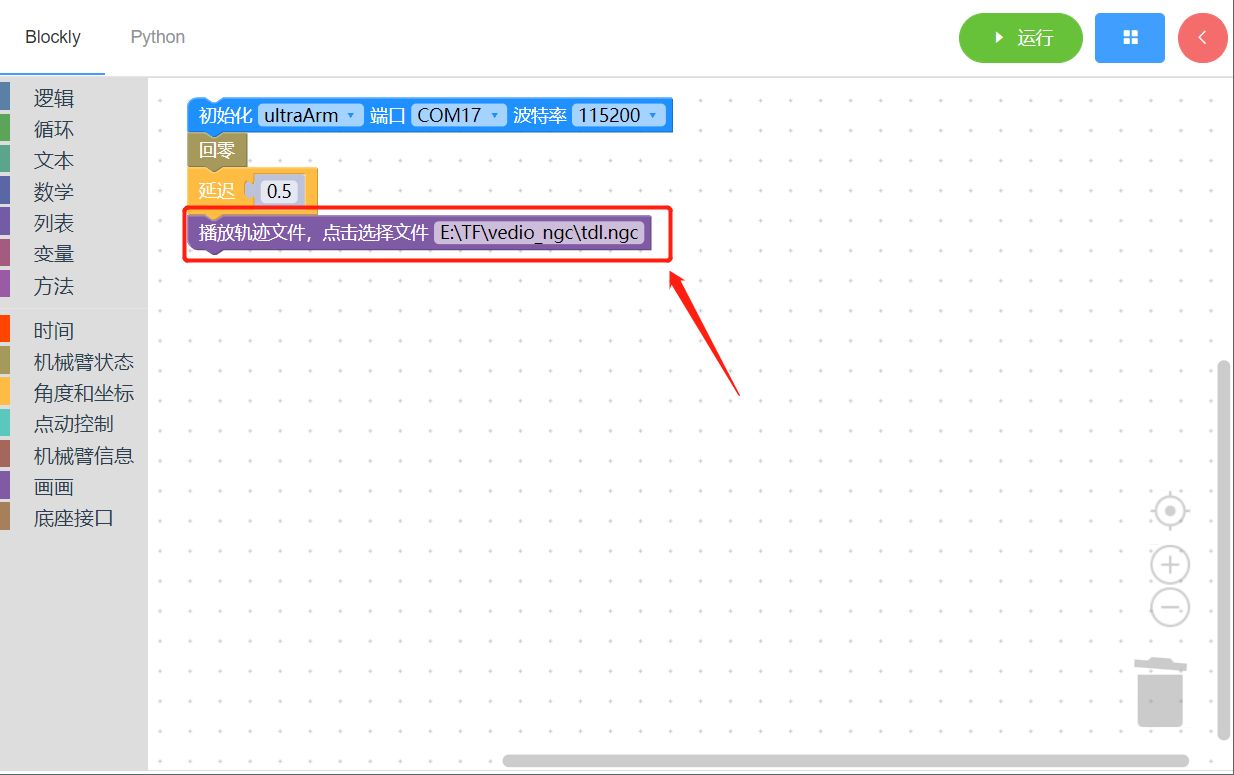 Blockly Python 运行
逻辑
循环
文本
数学
列表
变量
方法
时间
机械臂状态
角度和坐标
点动控制
机械臂信息
画画
底座接口
初始化 ultraArm 端口 COM17 波特率 115200
回零
延迟 0.5
播放轨迹文件，点击选择文件 E:\TF\vedio_ngc\tdl.ngc